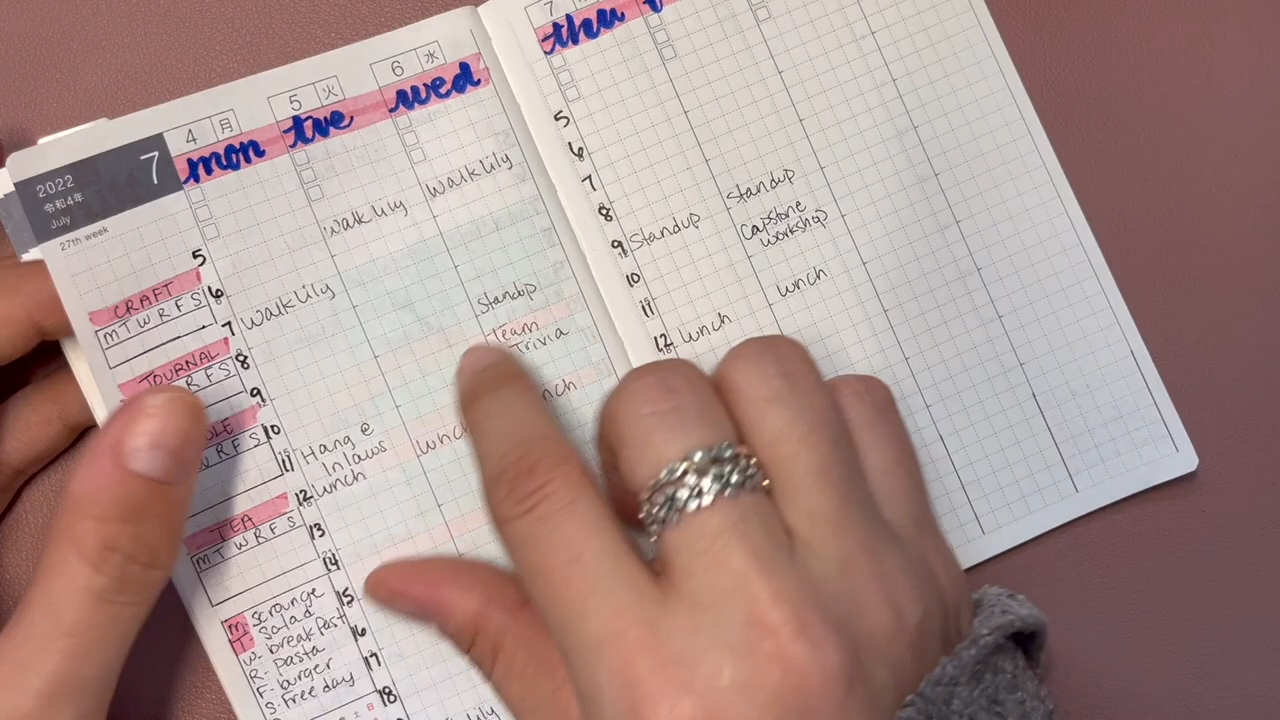 7
2022
令和4年
July
27th week
4 月
5 火
6 水
mon tue wed
walk lily
walk lily
walk lily
5
6
7
8
9
10
11
12
13
14
15
16
17
18
CRAFT
M T W R F S
JOURNAL
R F S
W R F S
TEA
M T W R F S
M- Scrounge
T- Salad
W- breakfast
R- pasta
F- burger
S- Free day
Hang @
In laws
lunch
lunch
Standup
Team
Trivia
7
thu
5
6
7
8
9
10
11
12
Standup
lunch
Standup
Capstone
workshop
lunch